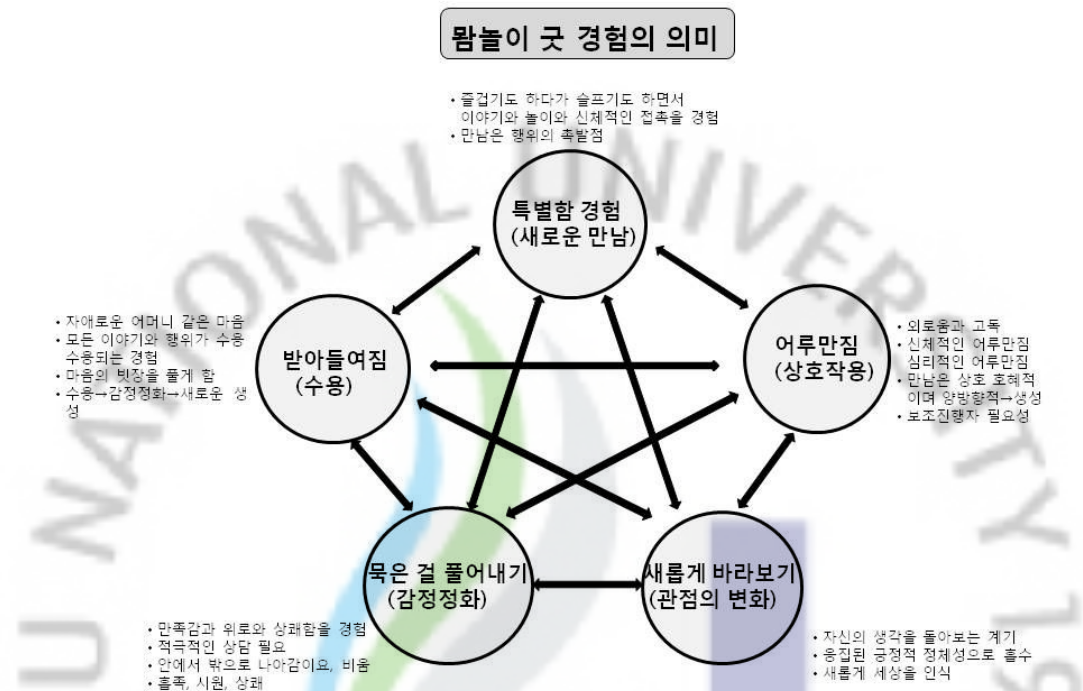 뫔놀이 굿 경험의 의미
• 즐겁기도 하다가 슬프기도 하면서
이야기와 놀이와 신체적인 접촉을 경험
• 만남은 행위의 촉발점
특별함 경험
(새로운 만남)
• 자애로운 어머니 같은 마음
• 모든 이야기와 행위가 수용
수용되는 경험
• 마음의 빗장을 풀게 함
• 수용→감정정화→새로운 생
성
받아들여짐
(수용)
어루만짐
(상호작용)
• 외로움과 고독
• 신체적인 어루만짐
심리적인 어루만짐
• 만남은 상호 호혜적
이며 양방향적→생성
• 보조진행자 필요성
묵은 걸 풀어내기
(감정정화)
새롭게 바라보기
(관점의 변화)
• 만족감과 위로와 상쾌함을 경험
• 적극적인 상담 필요
• 안에서 밖으로 나아감이요, 비움
• 흡족, 시원, 상쾌
• 자신의 생각을 돌아보는 계기
• 응집된 긍정적 정체성으로 흡수
• 새롭게 세상을 인식
U NATIONAL UNIVERSITY 19